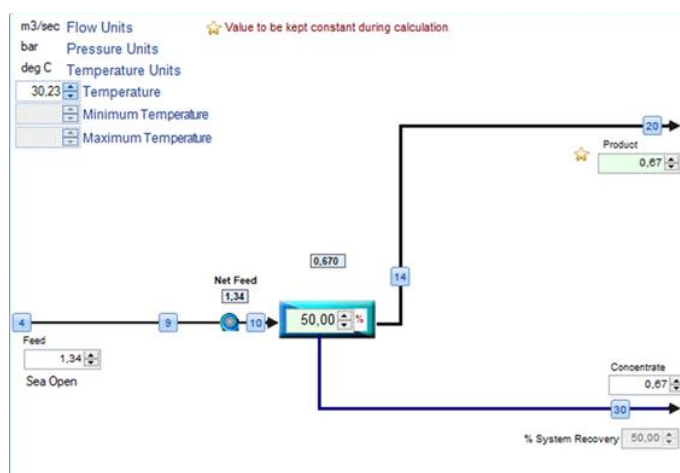 m3/sec Flow Units
Value to be kept constant during calculation
bar Pressure Units
deg C Temperature Units
30,23 Temperature
Minimum Temperature
Maximum Temperature
20
Product
0,67
0,670
14
Net Feed
1,34
4
9
10
50,00 %
Feed
1,34
Sea Open
Concentrate
0,67
30
% System Recovery 50,00